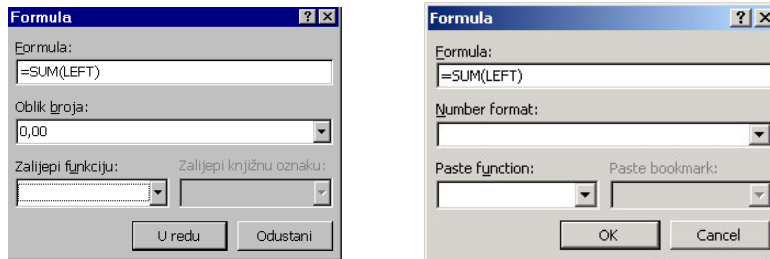 Formula
Formula:
=SUM(LEFT)
Oblik broja:
0,00
Zalijepi funkciju: Zalijepi knjižnu oznaku:
U redu Odustani
Formula
Formula:
=SUM(LEFT)
Number format:
Paste function: Paste bookmark:
OK Cancel